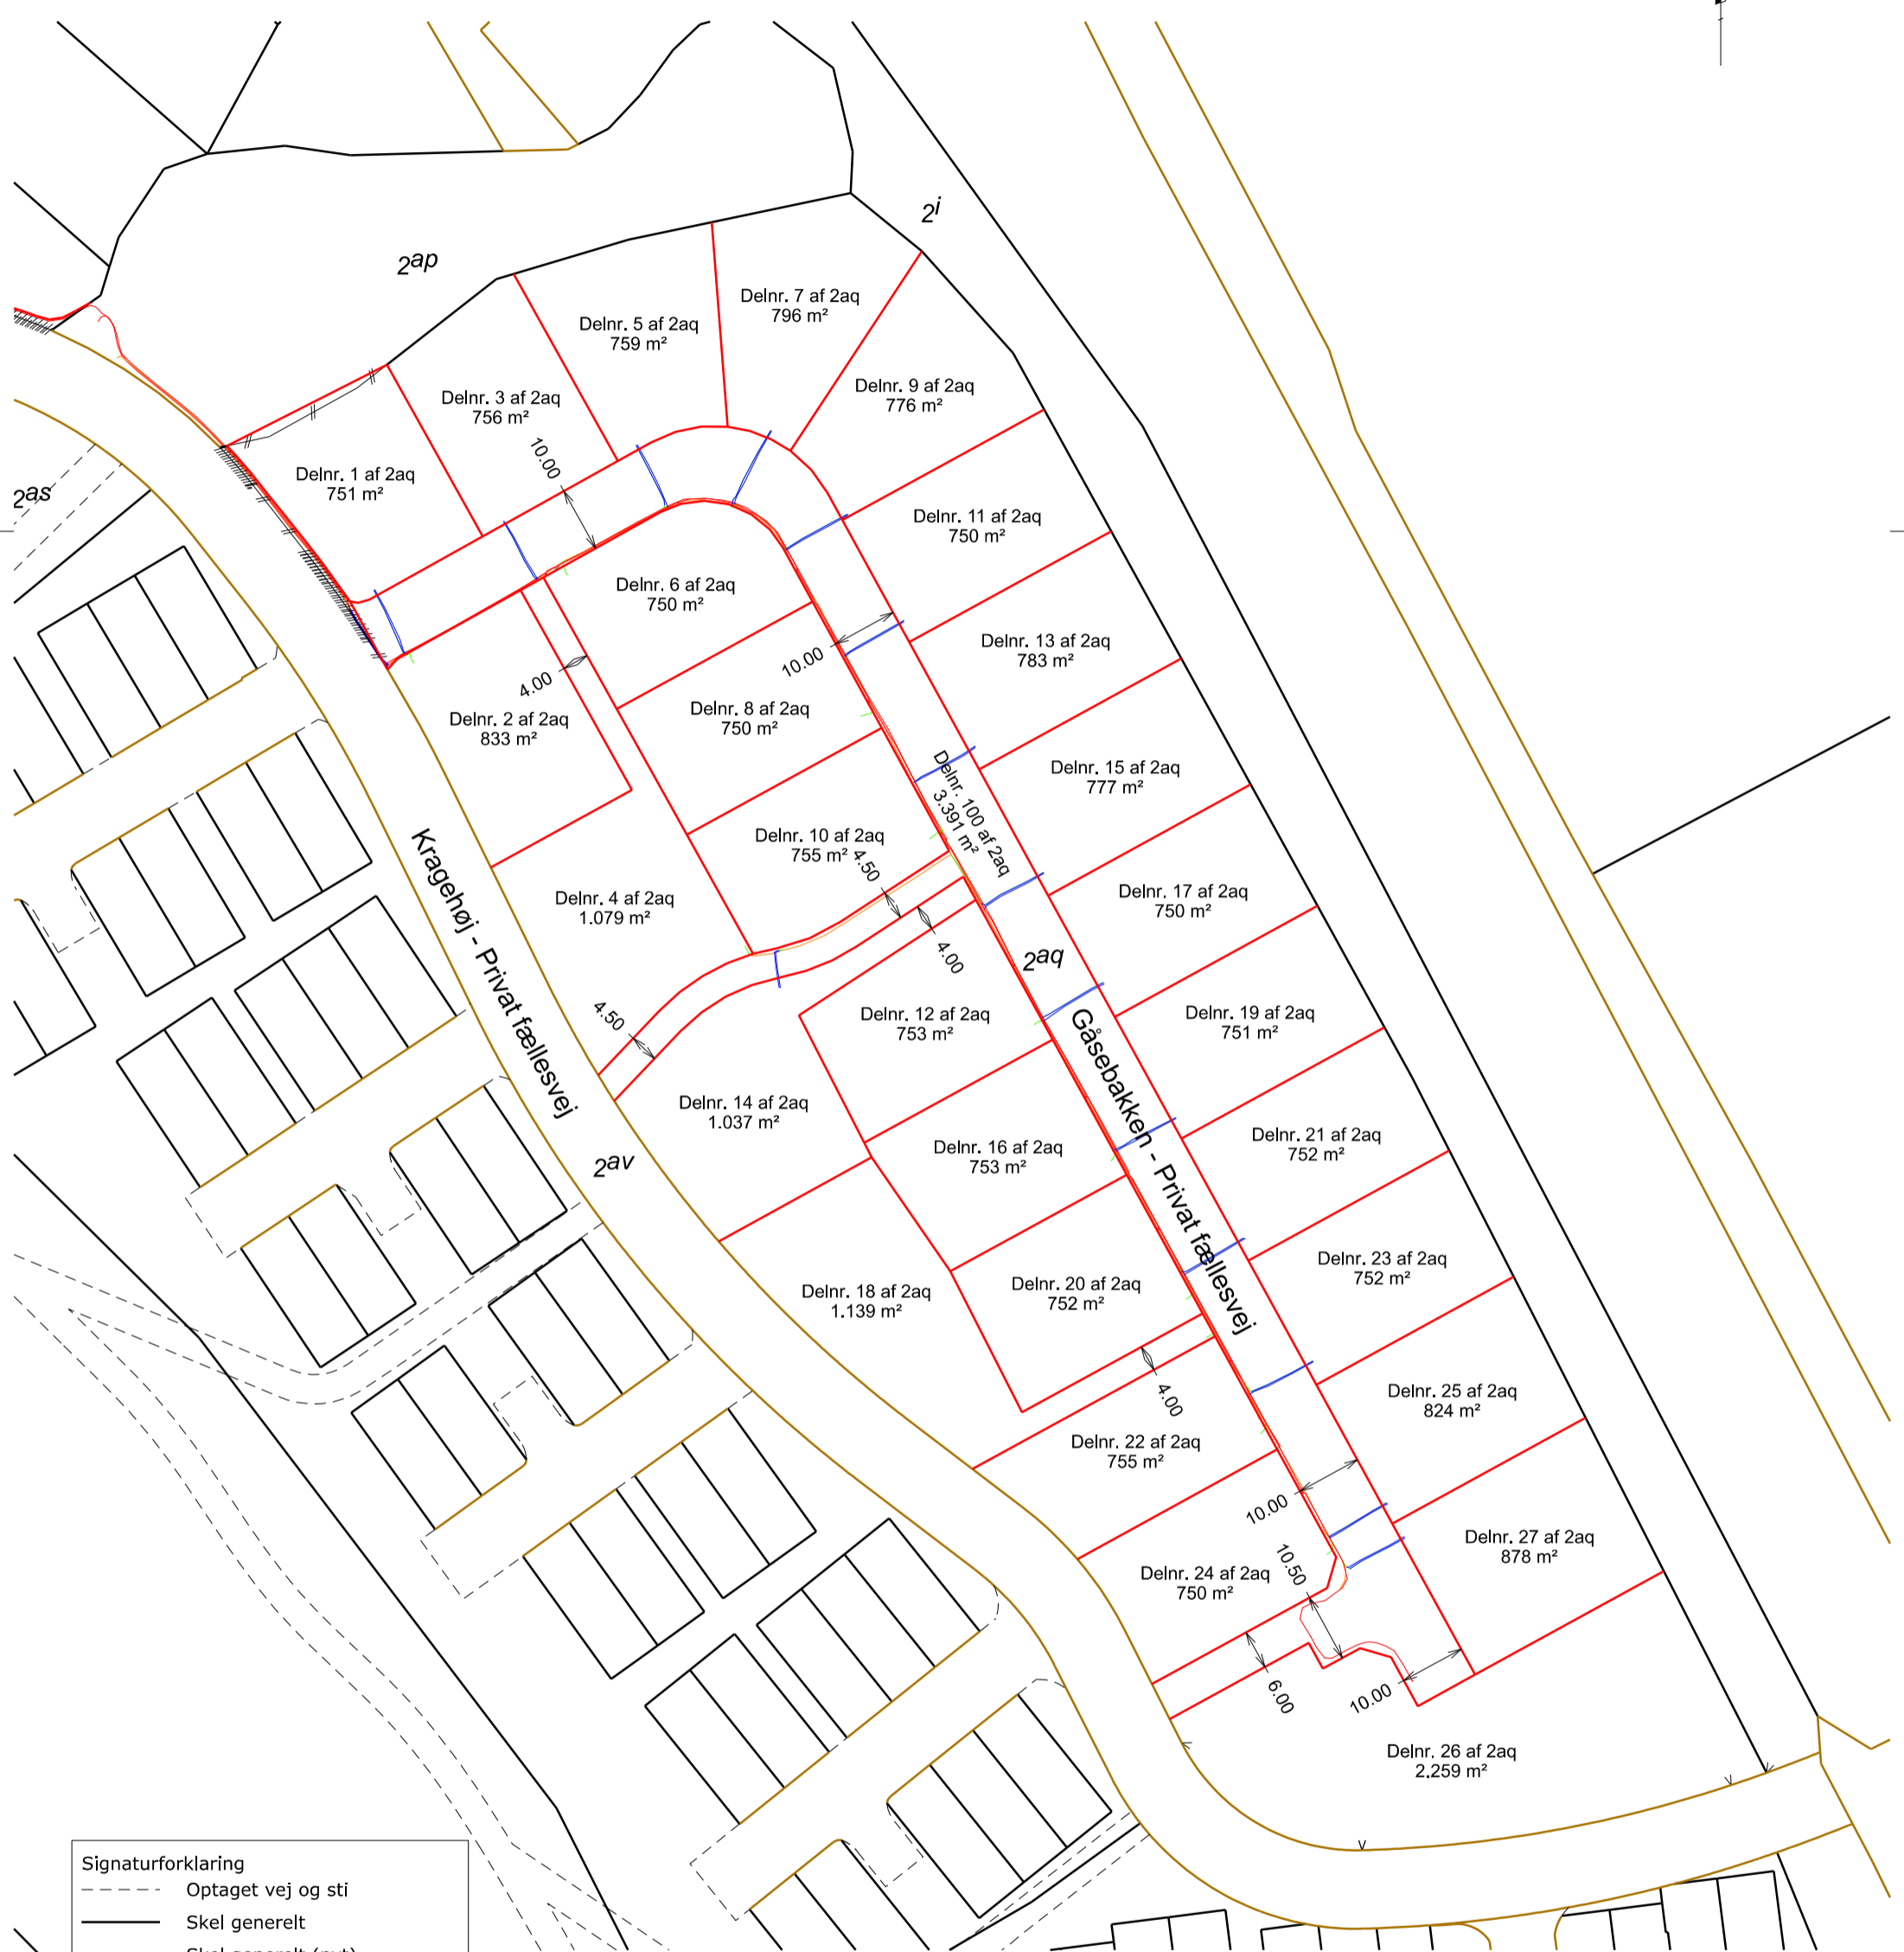 2i
2ap
Delnr. 7 af 2aq
796 m²
Delnr. 5 af 2aq
759 m²
Delnr. 9 af 2aq
776 m²
Delnr. 3 af 2aq
756 m²
10.00
Delnr. 1 af 2aq
751 m²
2as
Delnr. 11 af 2aq
750 m²
Delnr. 6 af 2aq
750 m²
Delnr. 13 af 2aq
783 m²
10.00
4.00
Delnr. 2 af 2aq
833 m²
Delnr. 8 af 2aq
750 m²
Delnr. 15 af 2aq
777 m²
Delnr. 100 af 2aq
3.391 m²
Delnr. 10 af 2aq
755 m²
4.50
Delnr. 17 af 2aq
750 m²
Delnr. 4 af 2aq
1.079 m²
Kragehøj - Privat fællesvej
4.00
2aq
4.50
Delnr. 12 af 2aq
753 m²
Delnr. 19 af 2aq
751 m²
Gåsebakken - Privat fællesvej
Delnr. 14 af 2aq
1.037 m²
Delnr. 16 af 2aq
753 m²
Delnr. 21 af 2aq
752 m²
2av
Delnr. 23 af 2aq
752 m²
Delnr. 18 af 2aq
1.139 m²
Delnr. 20 af 2aq
752 m²
4.00
Delnr. 25 af 2aq
824 m²
Delnr. 22 af 2aq
755 m²
10.00
Delnr. 27 af 2aq
878 m²
10.50
Delnr. 24 af 2aq
750 m²
6.00
10.00
Delnr. 26 af 2aq
2.259 m²
Signaturforklaring
Optaget vej og sti
Skel generelt
Skel generelt (nyt)